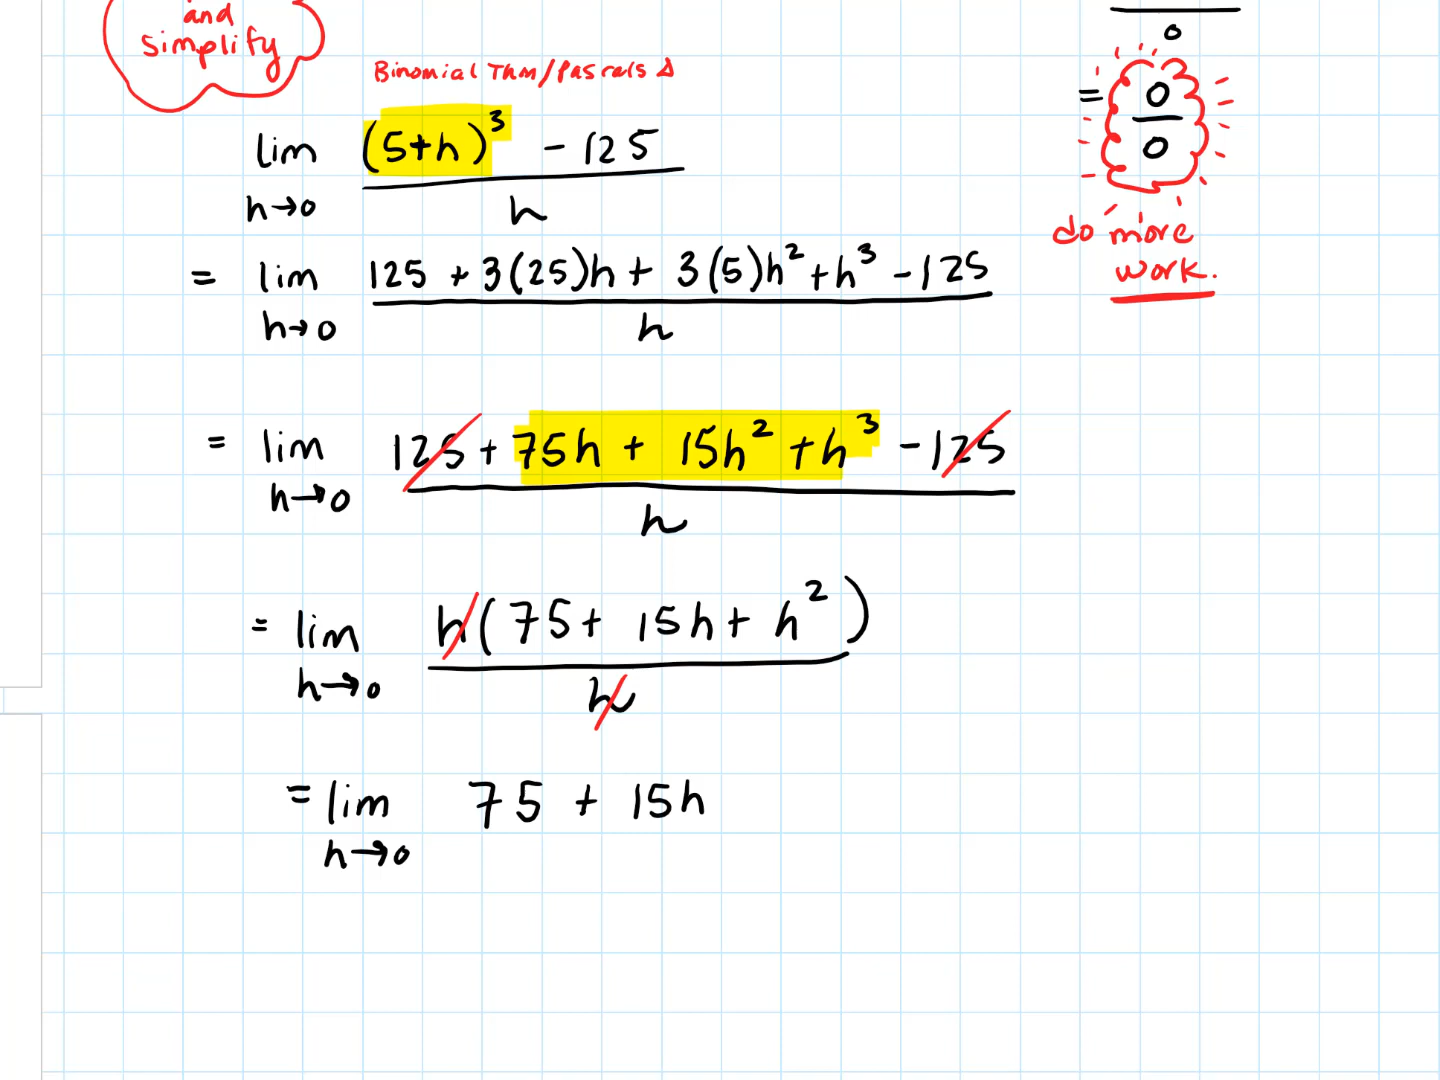 and
simplify
Binomial Thm/Pascals Δ
lim h→0 (5+h)³ - 125 / h
= lim h→0 125 + 3(25)h + 3(5)h² + h³ - 125 / h
= lim h→0 125 + 75h + 15h² + h³ - 125 / h
= lim h→0 h(75 + 15h + h²) / h
= lim h→0 75 + 15h
0
= 0/0
do more
work.